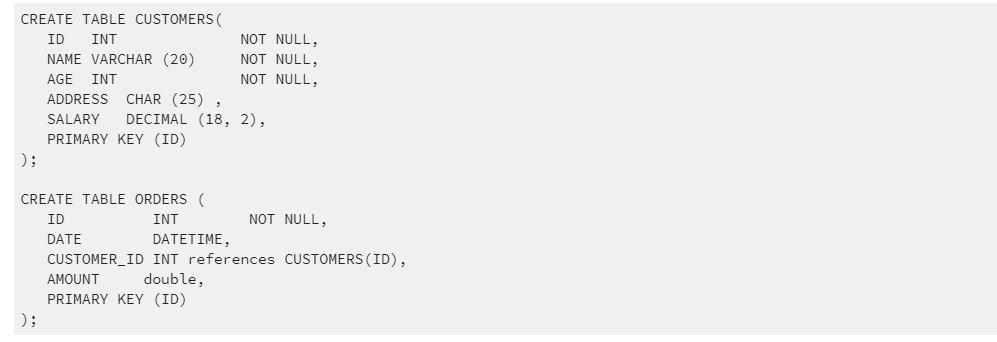 CREATE TABLE CUSTOMERS(
   ID   INT              NOT NULL,
   NAME VARCHAR (20)     NOT NULL,
   AGE  INT              NOT NULL,
   ADDRESS  CHAR (25) ,
   SALARY   DECIMAL (18, 2),
   PRIMARY KEY (ID)
);

CREATE TABLE ORDERS (
   ID          INT        NOT NULL,
   DATE        DATETIME,
   CUSTOMER_ID INT references CUSTOMERS(ID),
   AMOUNT     double,
   PRIMARY KEY (ID)
);